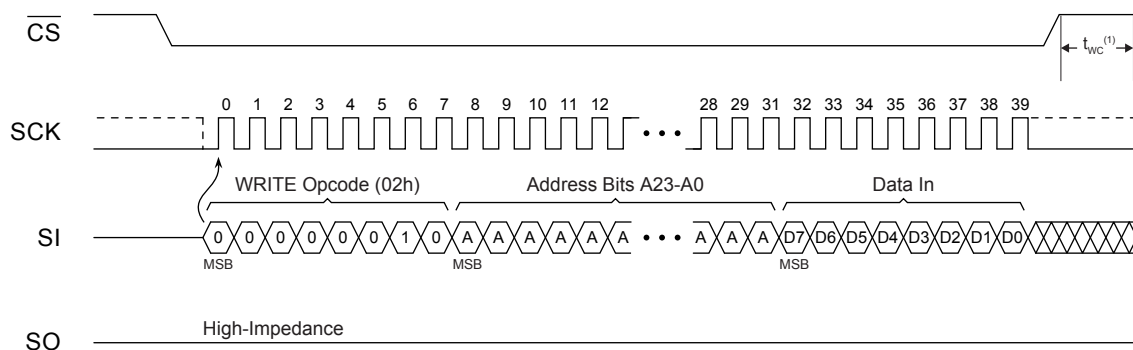 CS
t_WC^(1)
0 1 2 3 4 5 6 7 8 9 10 11 12 28 29 31 32 33 34 35 36 37 38 39
SCK
WRITE Opcode (02h) Address Bits A23-A0 Data In
SI 0 0 0 0 0 0 1 0 A A A A A A A A A D7 D6 D5 D4 D3 D2 D1 D0
MSB MSB MSB
High-Impedance
SO